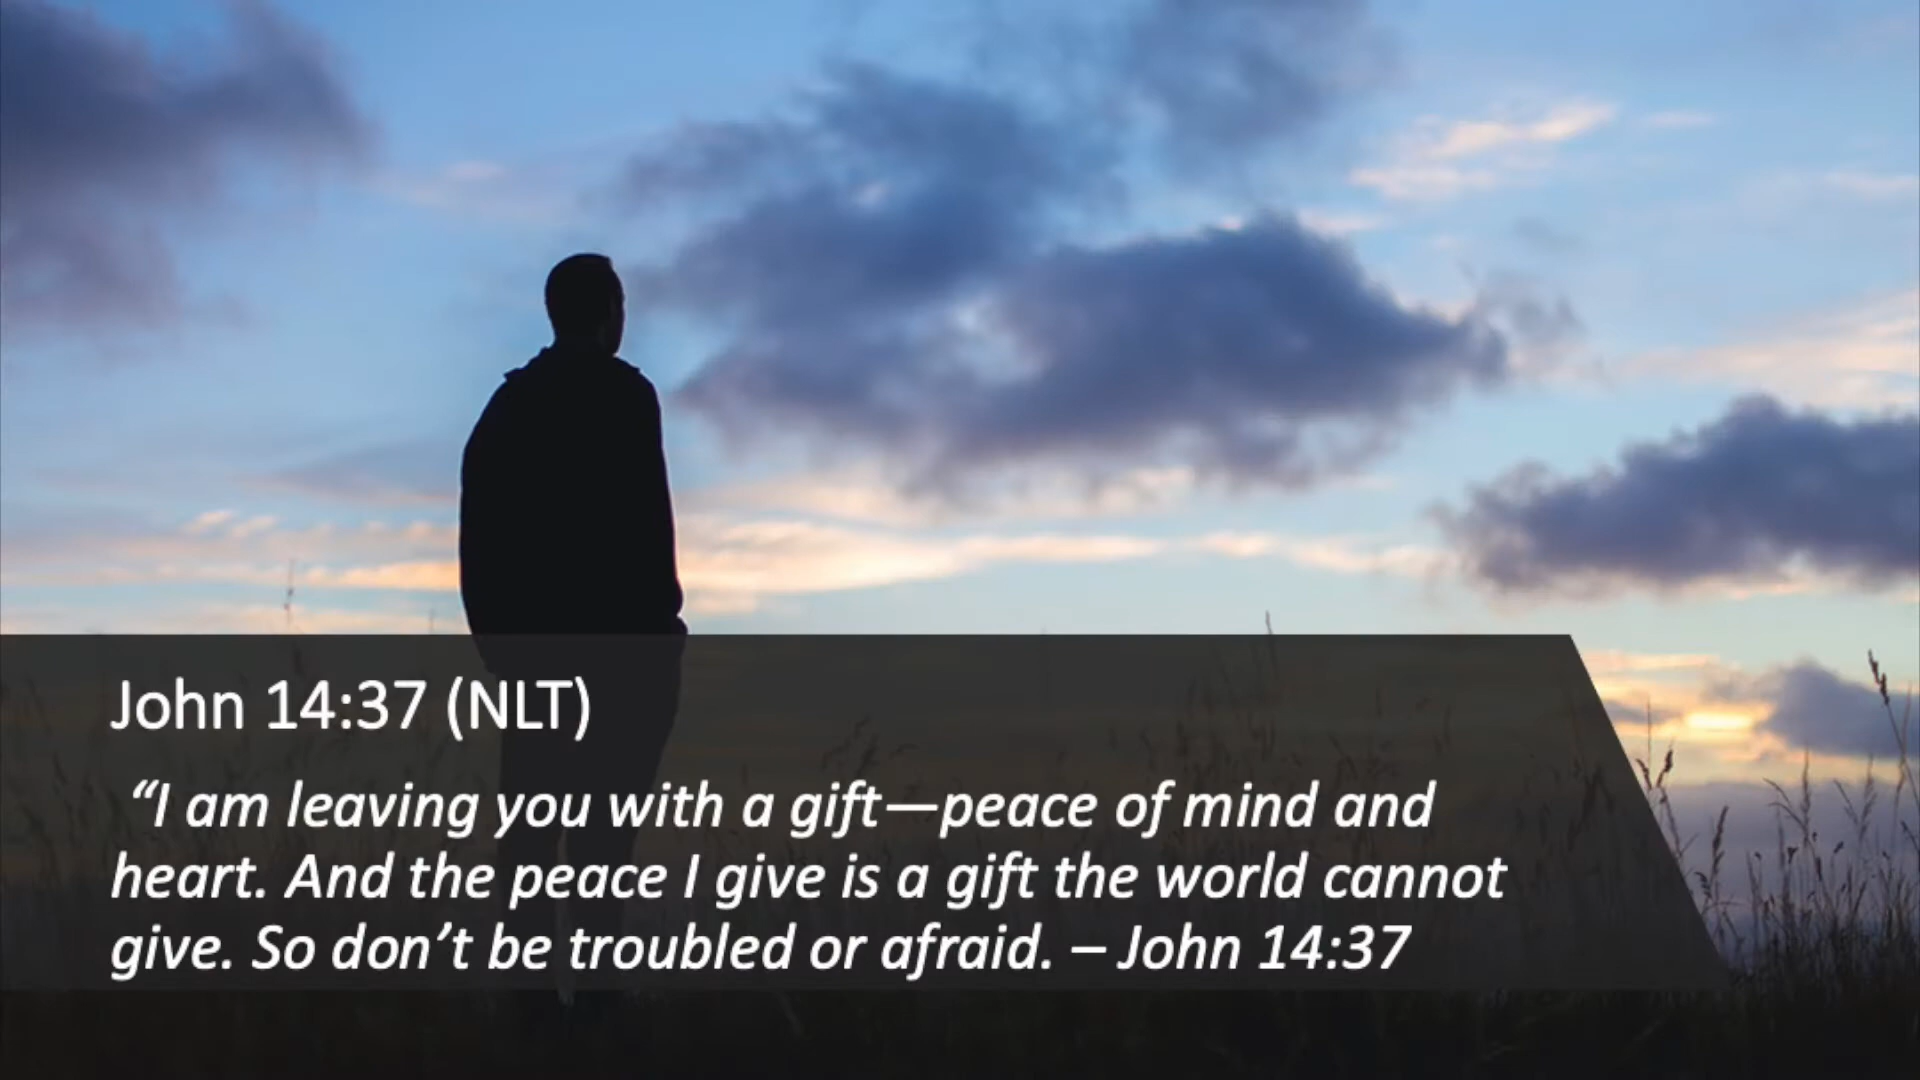 John 14:37 (NLT)
“I am leaving you with a gift—peace of mind and
heart. And the peace I give is a gift the world cannot
give. So don’t be troubled or afraid. – John 14:37